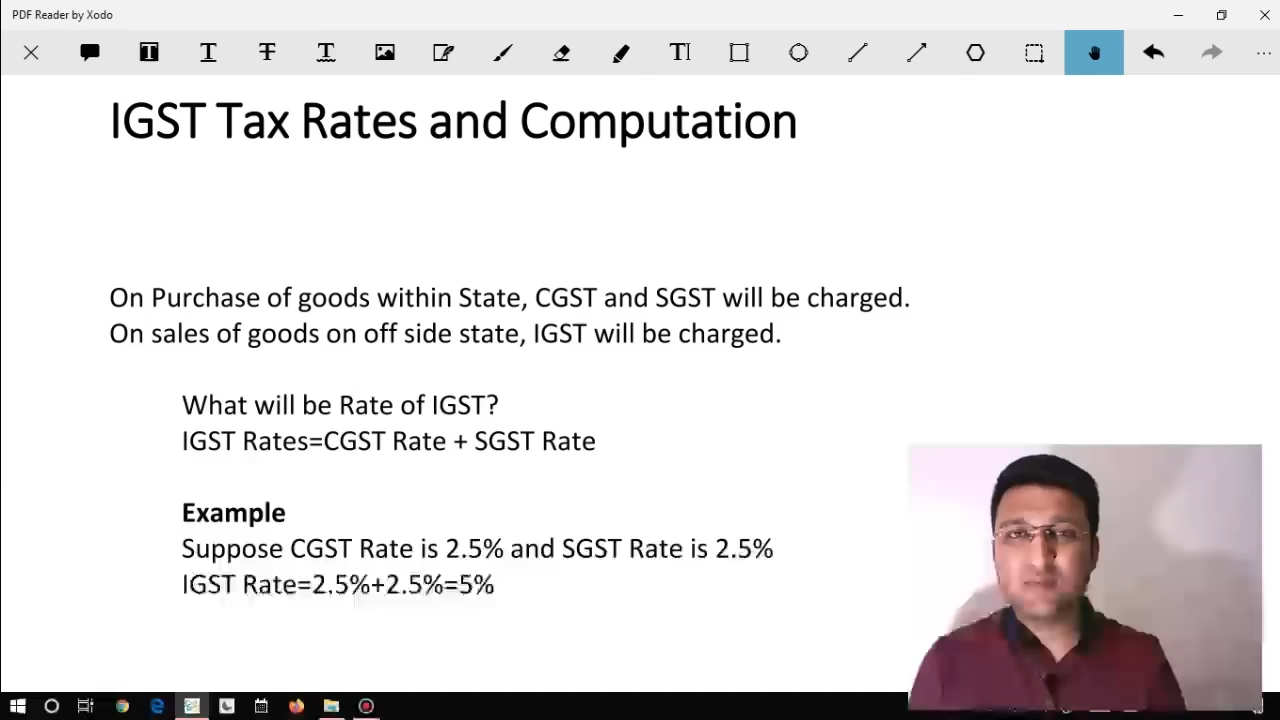 PDF Reader by Xodo
IGST Tax Rates and Computation
On Purchase of goods within State, CGST and SGST will be charged.
On sales of goods on off side state, IGST will be charged.
What will be Rate of IGST?
IGST Rates=CGST Rate + SGST Rate
Example
Suppose CGST Rate is 2.5% and SGST Rate is 2.5%
IGST Rate=2.5%+2.5%=5%